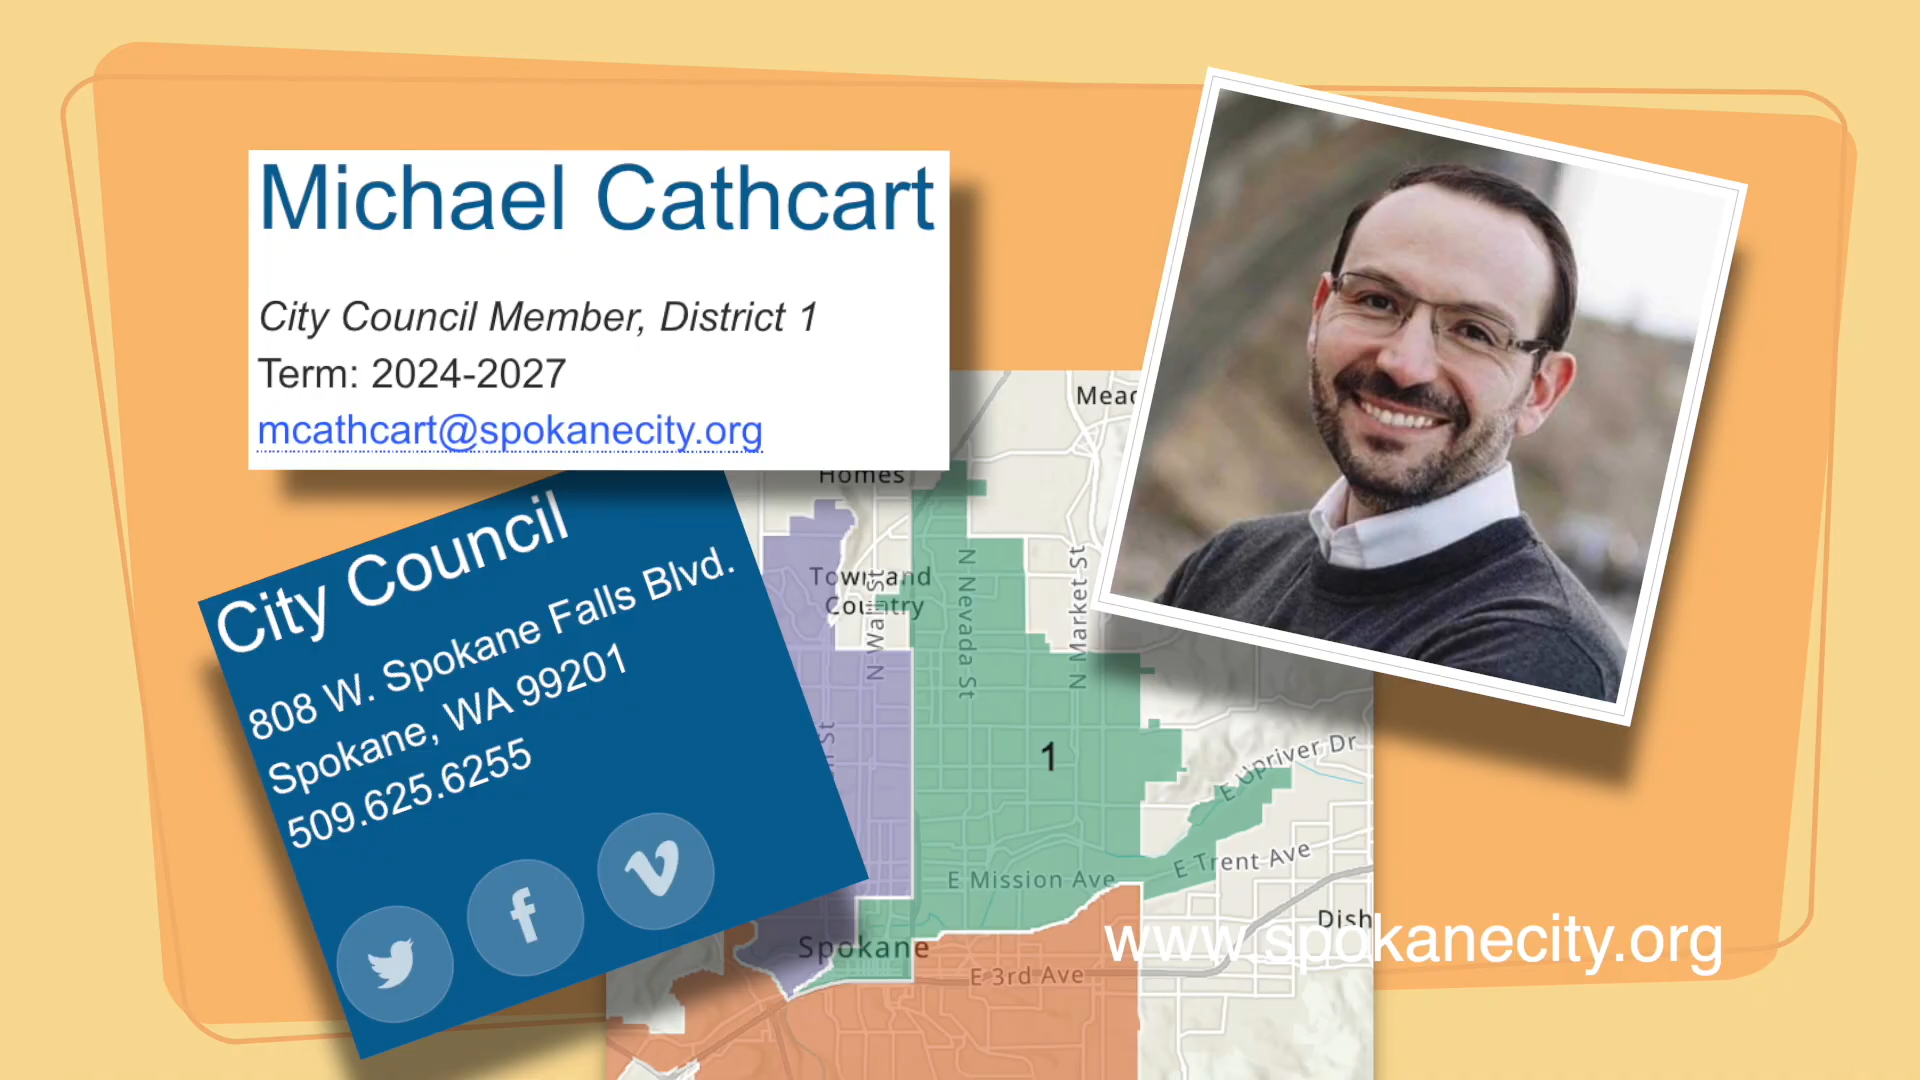 Michael Cathcart
City Council Member, District 1
Term: 2024-2027
mcathcart@spokanecity.org
City Council
808 W. Spokane Falls Blvd.
Spokane, WA 99201
509.625.6255
Homes
Town and
Country
N Wall St
N Nevada St
N Market St
1
E Upriver Dr
E Trent Ave
E Mission Ave
Spokane
E 3rd Ave
www.spokanecity.org